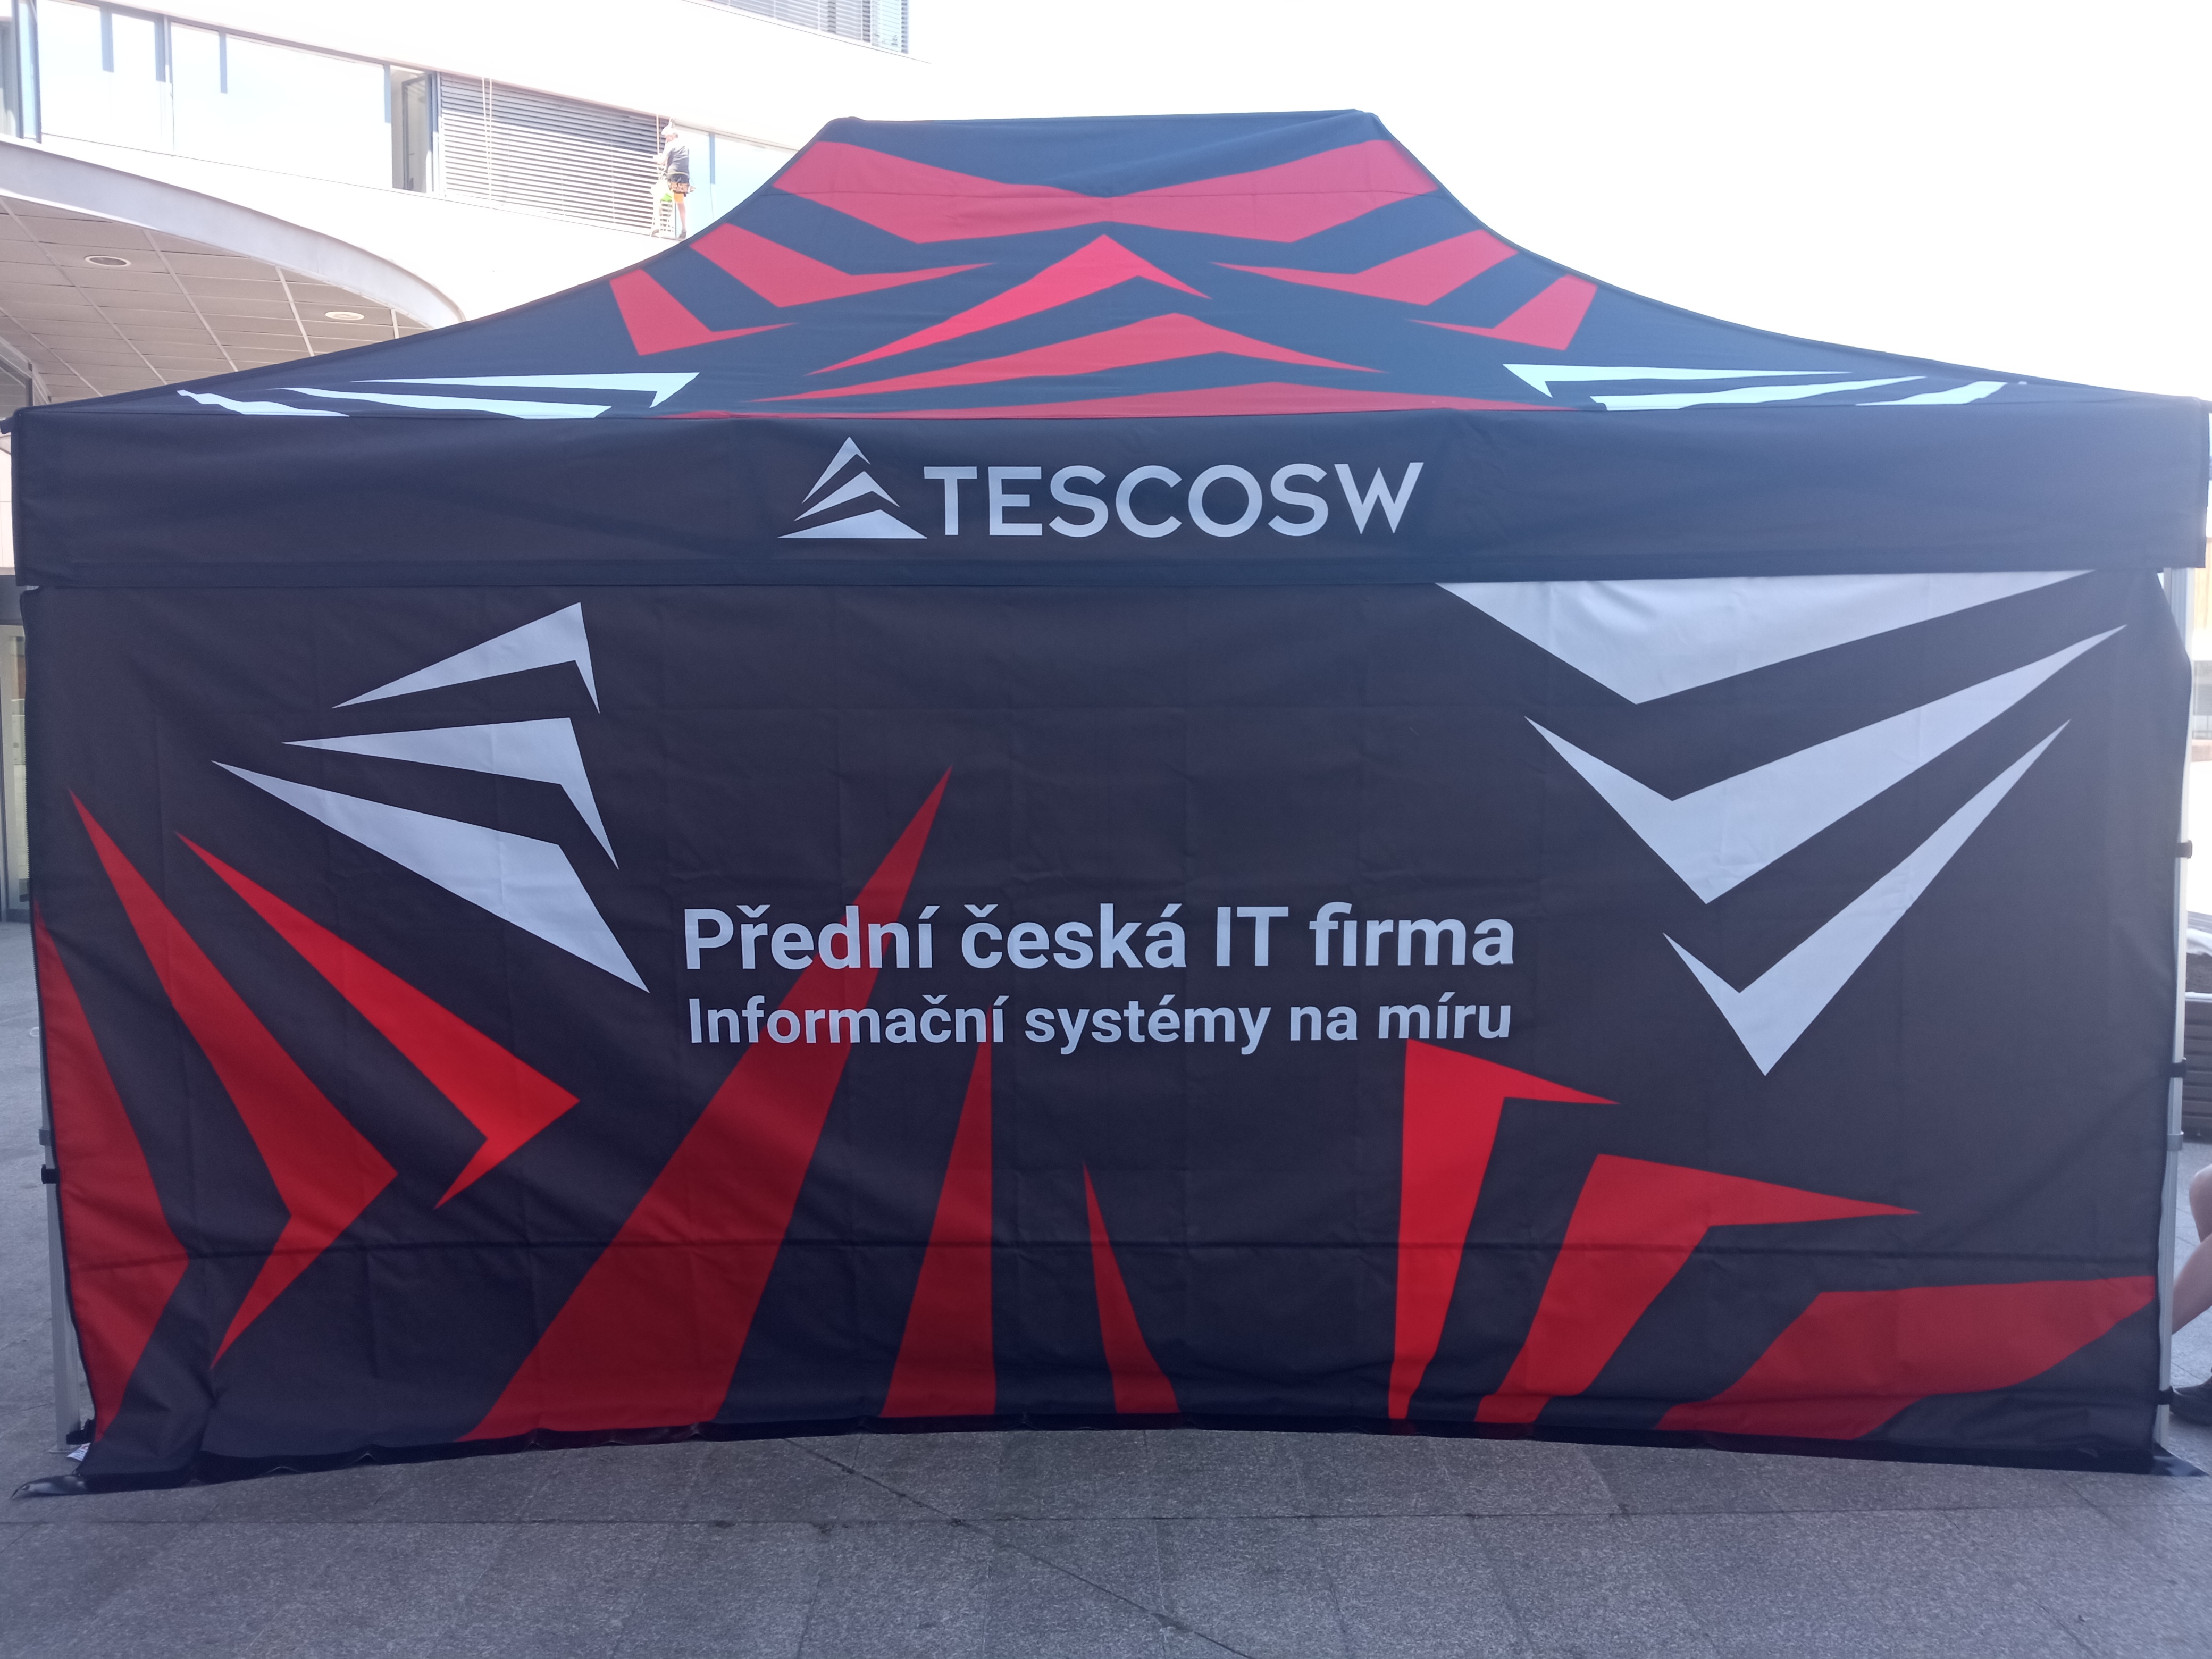 TESCOSW
Přední česká IT firma
Informační systémy na míru